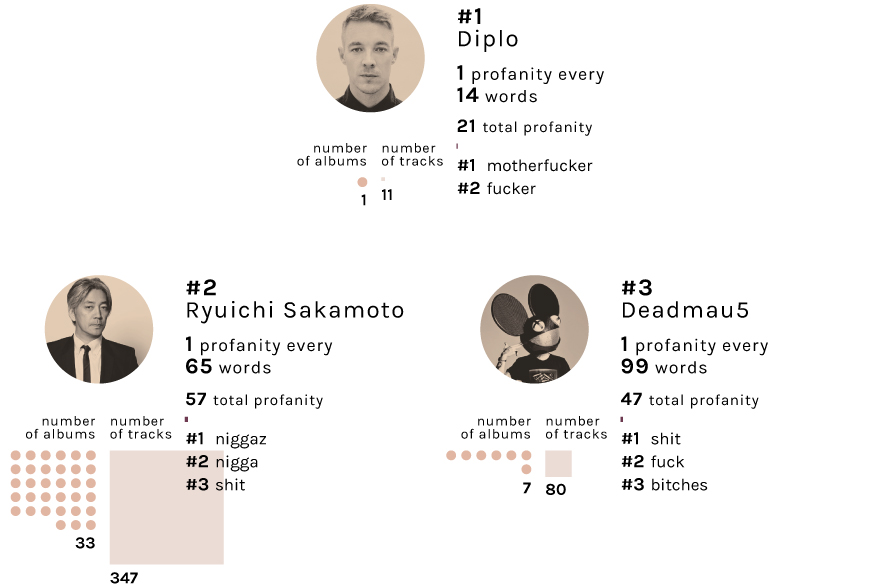 #1
Diplo
1 profanity every
14 words
21 total profanity
number of albums
number of tracks
#1 motherfucker
#2 fucker
1
11
#2
Ryuichi Sakamoto
1 profanity every
65 words
57 total profanity
number of albums
number of tracks
#1 niggaz
#2 nigga
#3 shit
33
347
#3
Deadmau5
1 profanity every
99 words
47 total profanity
number of albums
number of tracks
#1 shit
#2 fuck
#3 bitches
7
80